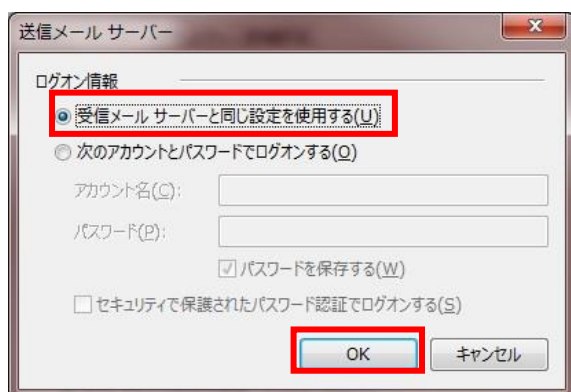 送信メール サーバー
ログオン情報
受信メール サーバーと同じ設定を使用する(U)
次のアカウントとパスワードでログオンする(O)
アカウント名(C):
パスワード(P):
パスワードを保存する(W)
セキュリティで保護されたパスワード認証でログオンする(S)
OK キャンセル